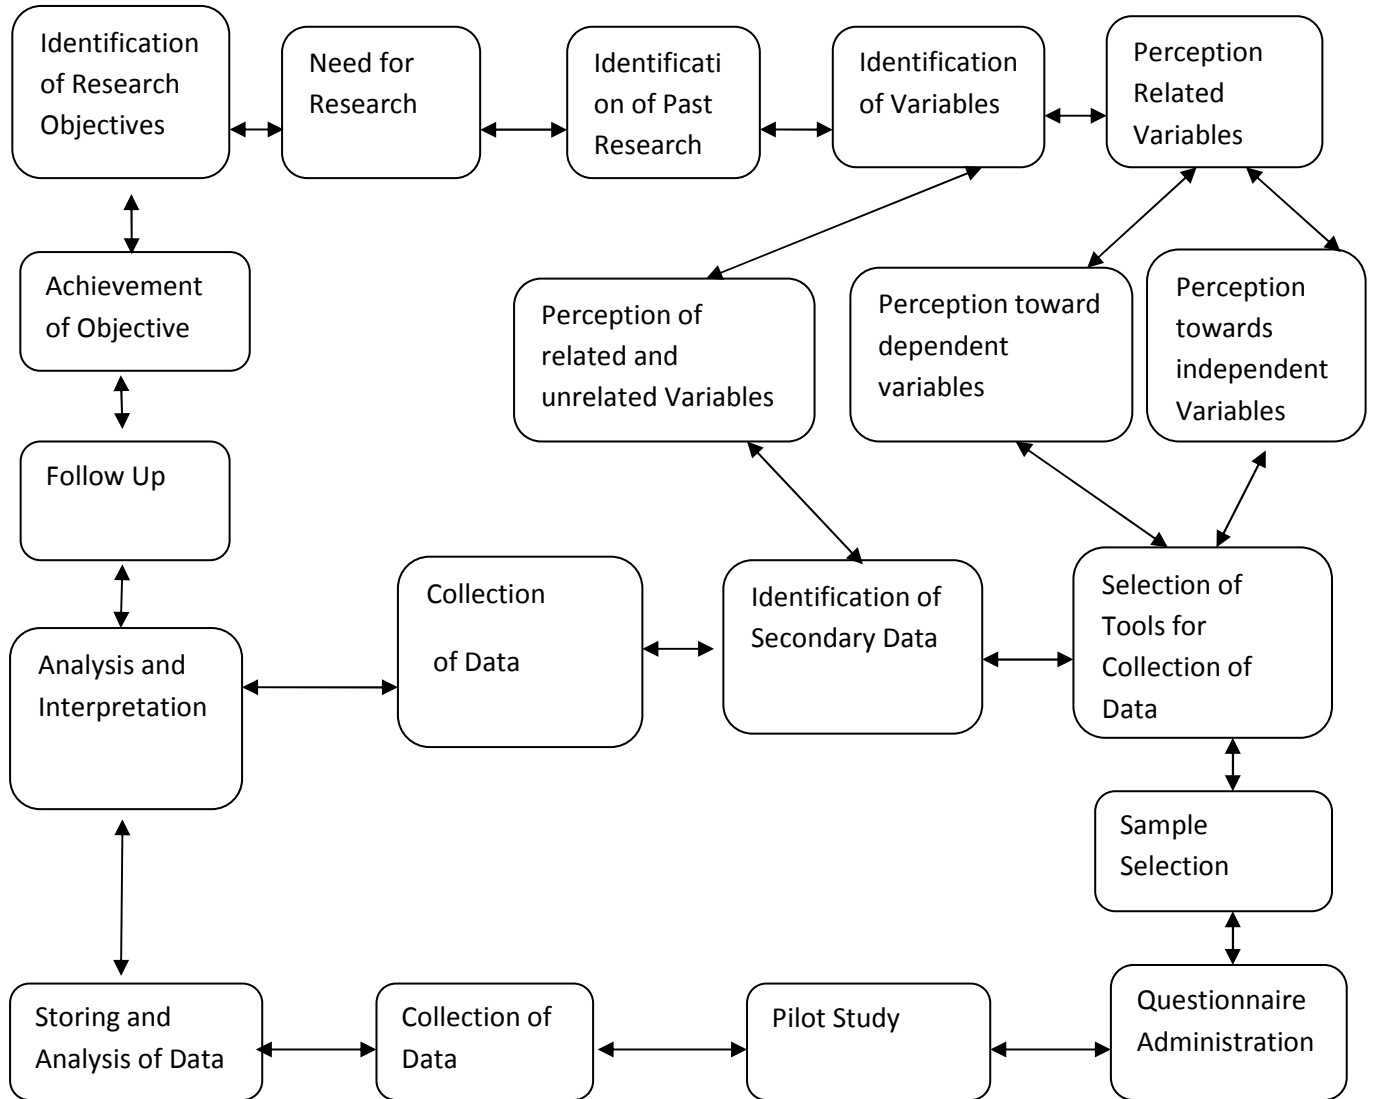 Identification
of Research
Objectives
Need for
Research
Identificati
on of Past
Research
Identification
of Variables
Perception
Related
Variables
Achievement
of Objective
Perception of
related and
unrelated Variables
Perception toward
dependent
variables
Perception
towards
independent
Variables
Follow Up
Analysis and
Interpretation
Collection
of Data
Identification of
Secondary Data
Selection of
Tools for
Collection of
Data
Sample
Selection
Storing and
Analysis of Data
Collection of
Data
Pilot Study
Questionnaire
Administration